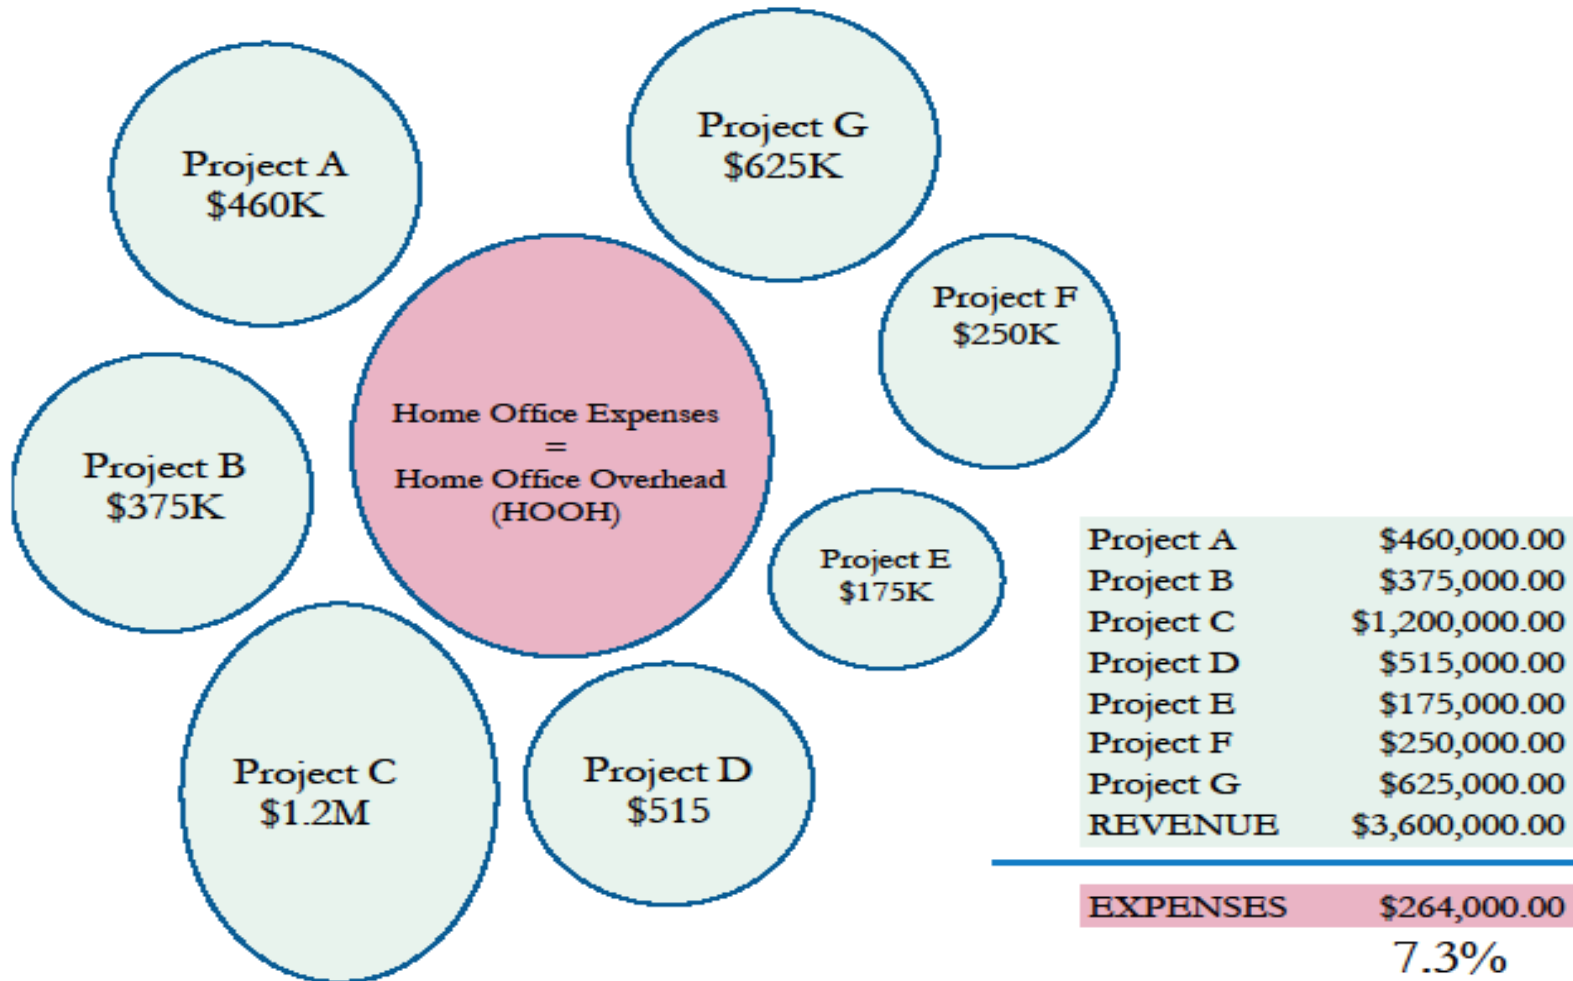 Project A
$460K
Project G
$625K
Project F
$250K
Home Office Expenses
=
Home Office Overhead
(HOOH)
Project B
$375K
Project E
$175K
Project C
$1.2M
Project D
$515
Project A $460,000.00
Project B $375,000.00
Project C $1,200,000.00
Project D $515,000.00
Project E $175,000.00
Project F $250,000.00
Project G $625,000.00
REVENUE $3,600,000.00
EXPENSES $264,000.00
7.3%